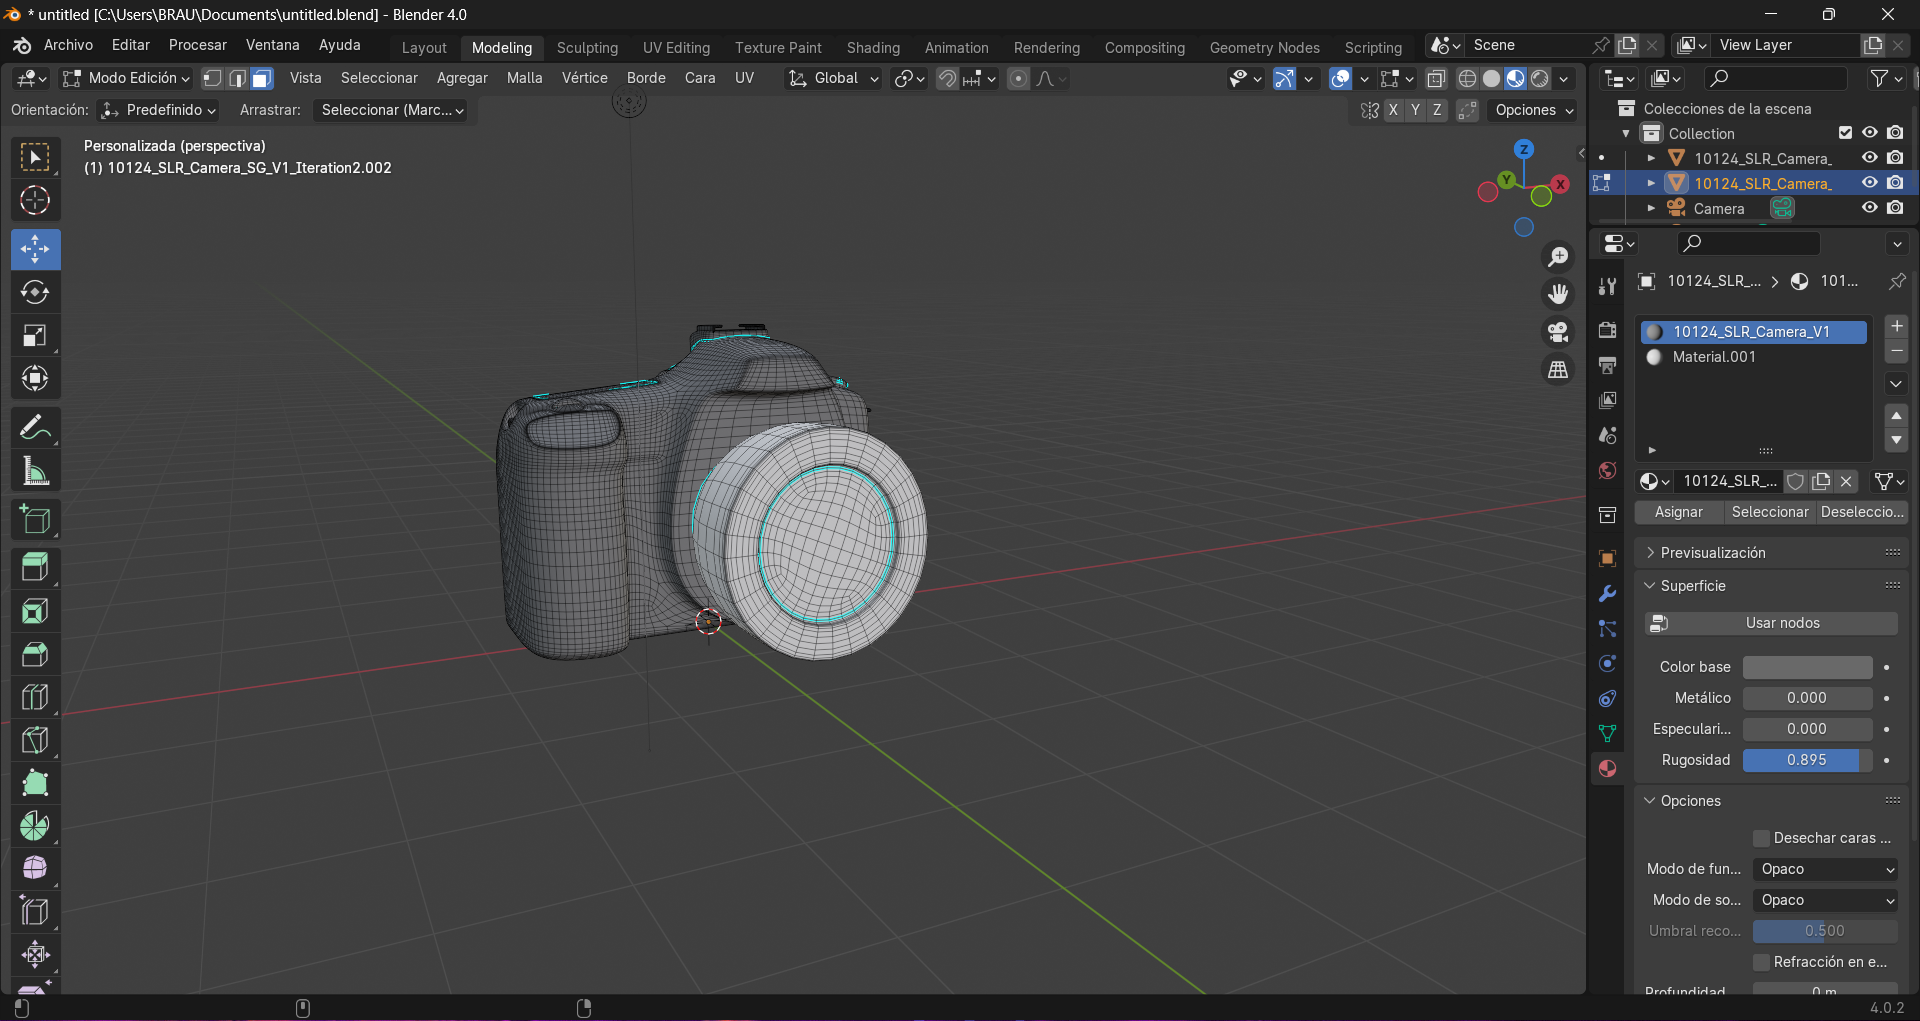 * untitled [C:\Users\BRAU\Documents\untitled.blend] - Blender 4.0
Archivo Editar Procesar Ventana Ayuda Layout Modeling Sculpting UV Editing Texture Paint Shading Animation Rendering Compositing Geometry Nodes Scripting Scene View Layer
Modo Edición Vista Seleccionar Agregar Malla Vértice Borde Cara UV Global
Orientación: Predefinido Arrastrar: Seleccionar (Marc... X Y Z Opciones
Personalizada (perspectiva)
(1) 10124_SLR_Camera_SG_V1_Iteration2.002
Z
Y
X
Colecciones de la escena
Collection
10124_SLR_Camera_
10124_SLR_Camera_
Camera
10124_SLR_... > 101...
10124_SLR_Camera_V1
Material.001
10124_SLR_...
Asignar Seleccionar Deseleccio...
Previsualización
Superficie
Usar nodos
Color base
Metálico 0.000
Especulari... 0.000
Rugosidad 0.895
Opciones
Desechar caras ...
Modo de fun... Opaco
Modo de so... Opaco
Umbral reco... 0.500
Refracción en e...
Profundidad 0 m
4.0.2